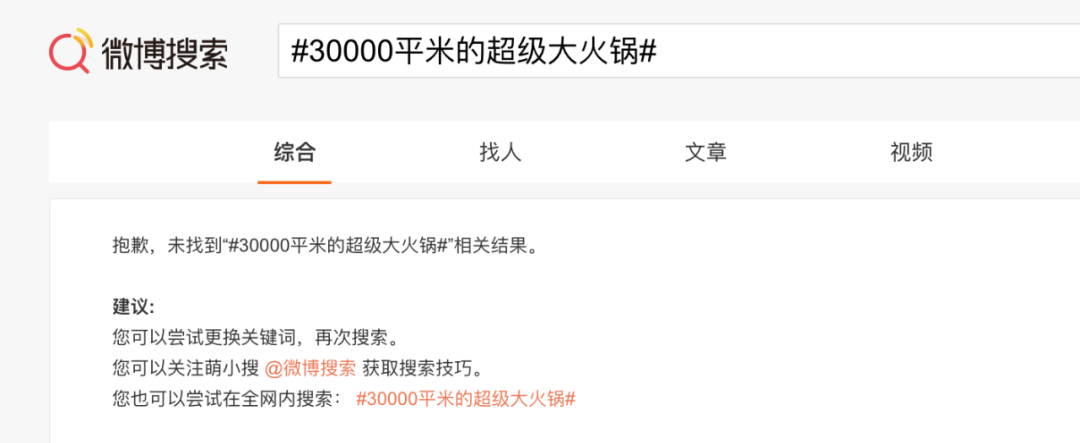 微博搜索
#30000平米的超级大火锅#
综合 找人 文章 视频
抱歉，未找到“#30000平米的超级大火锅#”相关结果。
建议:
您可以尝试更换关键词，再次搜索。
您可以关注萌小搜 @微博搜索 获取搜索技巧。
您也可以尝试在全网内搜索： #30000平米的超级大火锅#